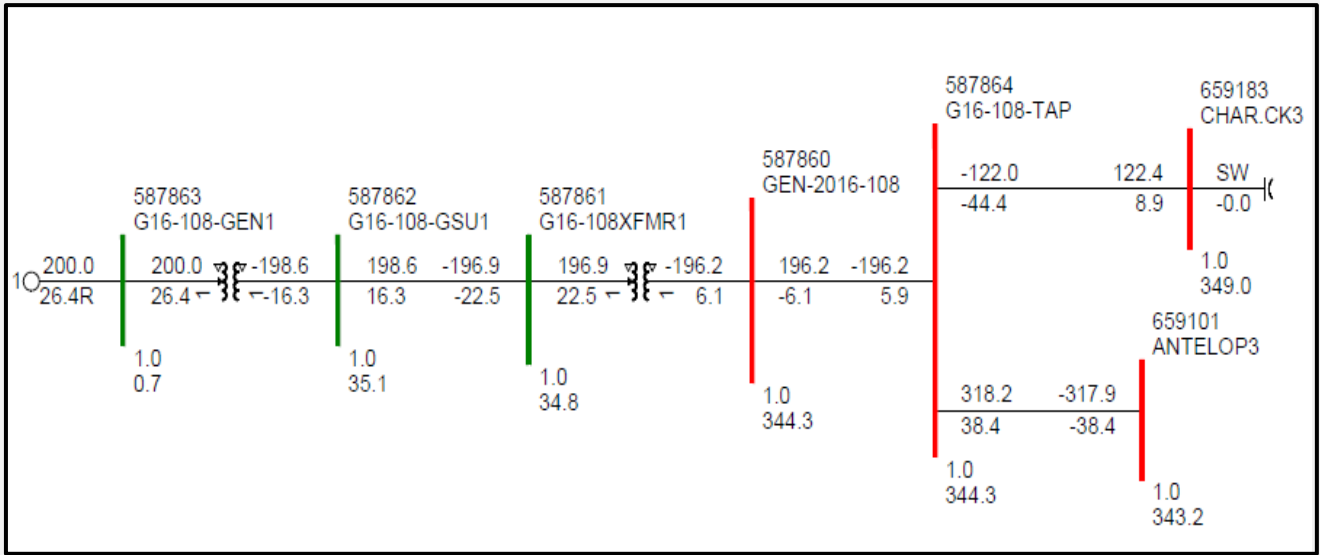 587864
G16-108-TAP
659183
CHAR.CK3
587860
GEN-2016-108
-122.0 122.4 SW
-44.4 8.9 -0.0
587863
G16-108-GEN1
587862
G16-108-GSU1
587861
G16-108XFMR1
200.0 200.0 -198.6 198.6 -196.9 196.9 -196.2 196.2 -196.2
1
26.4R 26.4 1 1 -16.3 16.3 -22.5 22.5 1 1 6.1 -6.1 5.9
1.0
349.0
659101
ANTELOP3
1.0
0.7
1.0
35.1
1.0
34.8
1.0
344.3
318.2 -317.9
38.4 -38.4
1.0
344.3
1.0
343.2